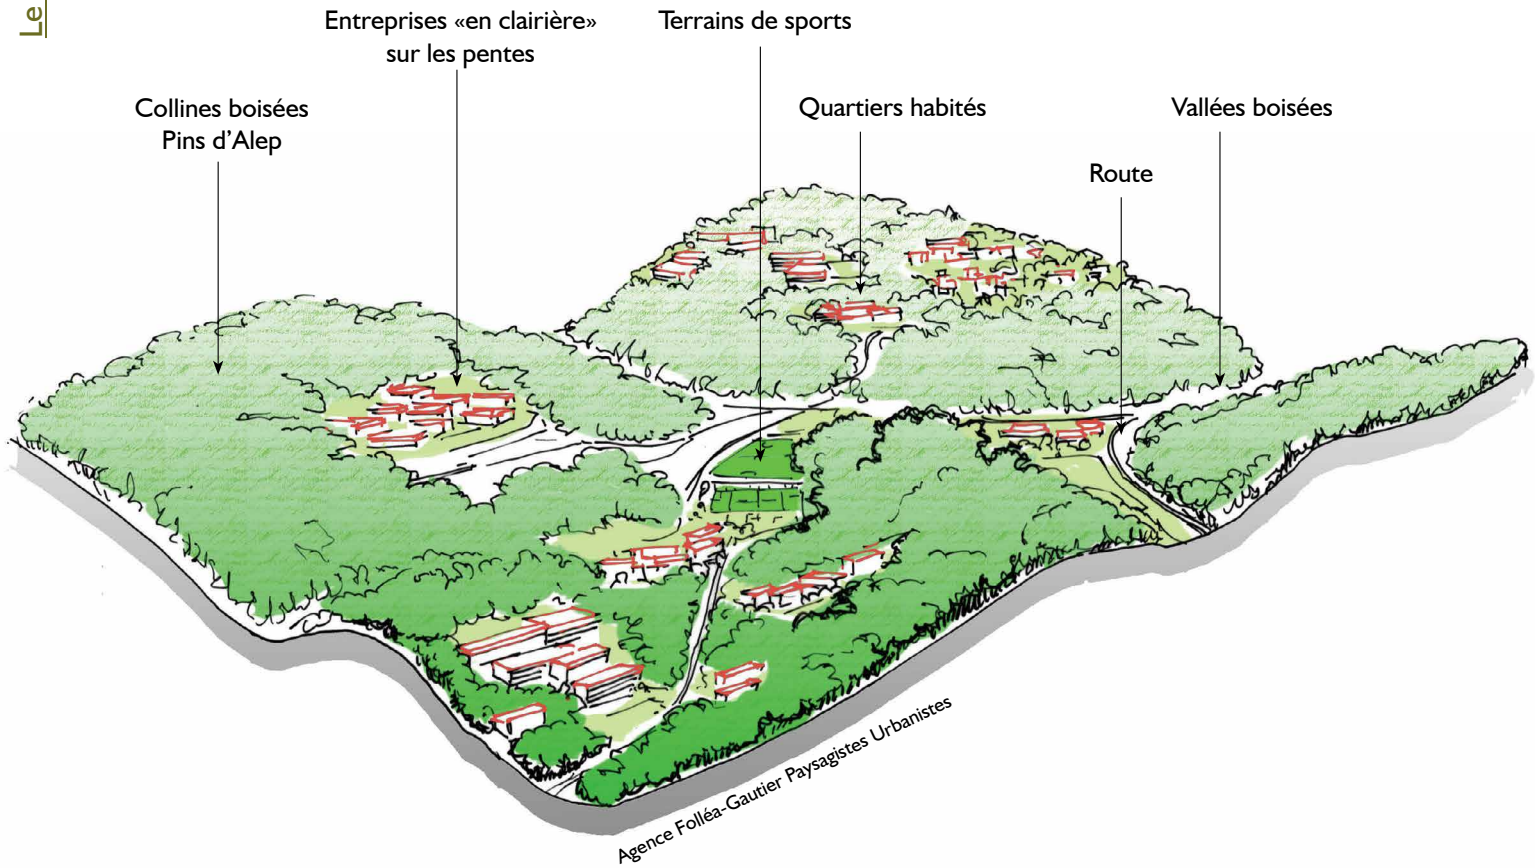 Le
Entreprises «en clairière»
sur les pentes
Terrains de sports
Collines boisées
Pins d'Alep
Quartiers habités
Vallées boisées
Route
Agence Folléa-Gautier Paysagistes Urbanistes